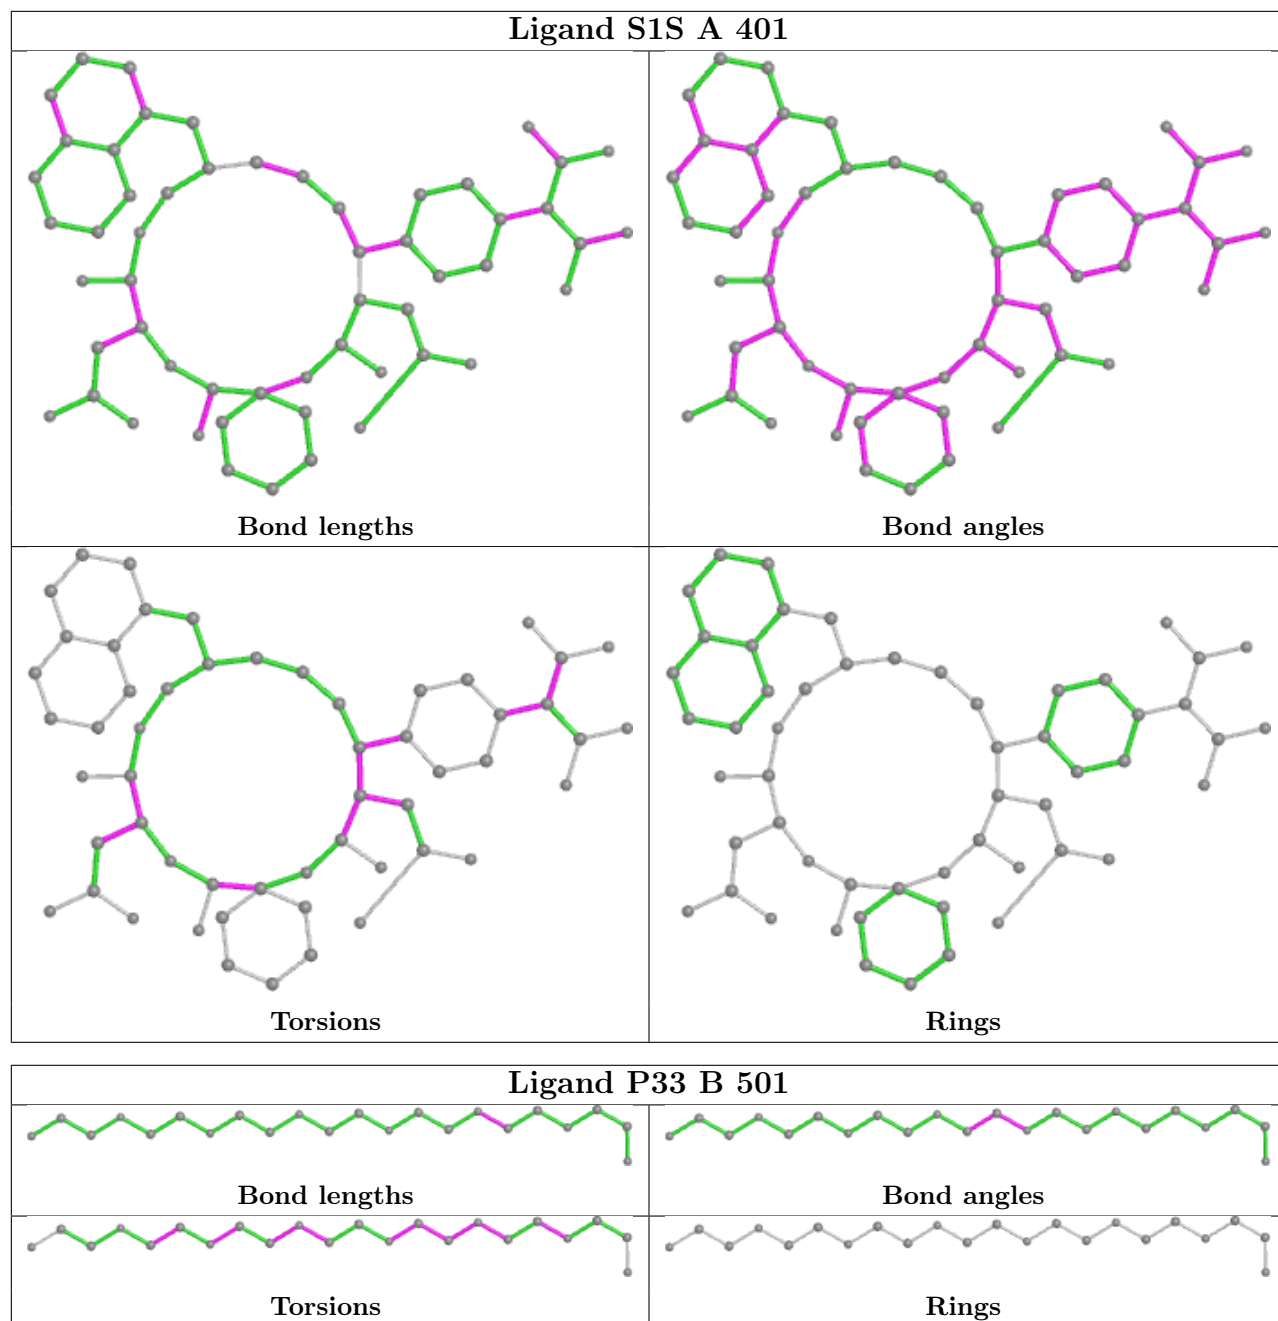 Ligand S1S A 401
Bond lengths
Bond angles
Torsions
Rings
Ligand P33 B 501
Bond lengths
Bond angles
Torsions
Rings